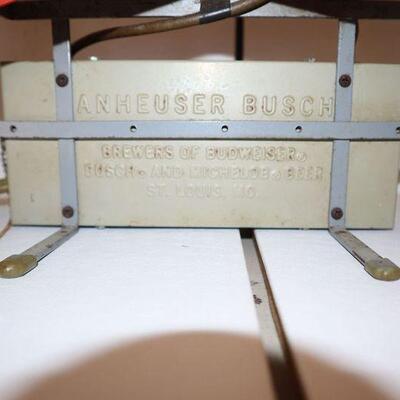 ANHEUSER BUSCH
BREWERS OF BUDWEISER®
BUSCH® AND MICHELOB® BEER
ST. LOUIS, MO.